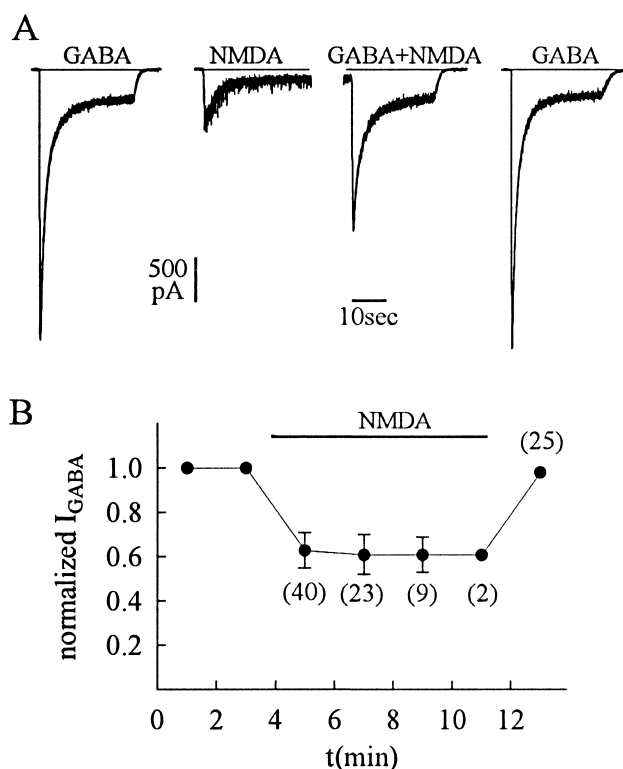 A
GABA NMDA GABA+NMDA GABA
500
pA
10sec
B
NMDA
(25)
1.0
0.8
0.6
0.4
0.2
(40) (23) (9) (2)
normalized I_GABA
0 2 4 6 8 10 12
t(min)